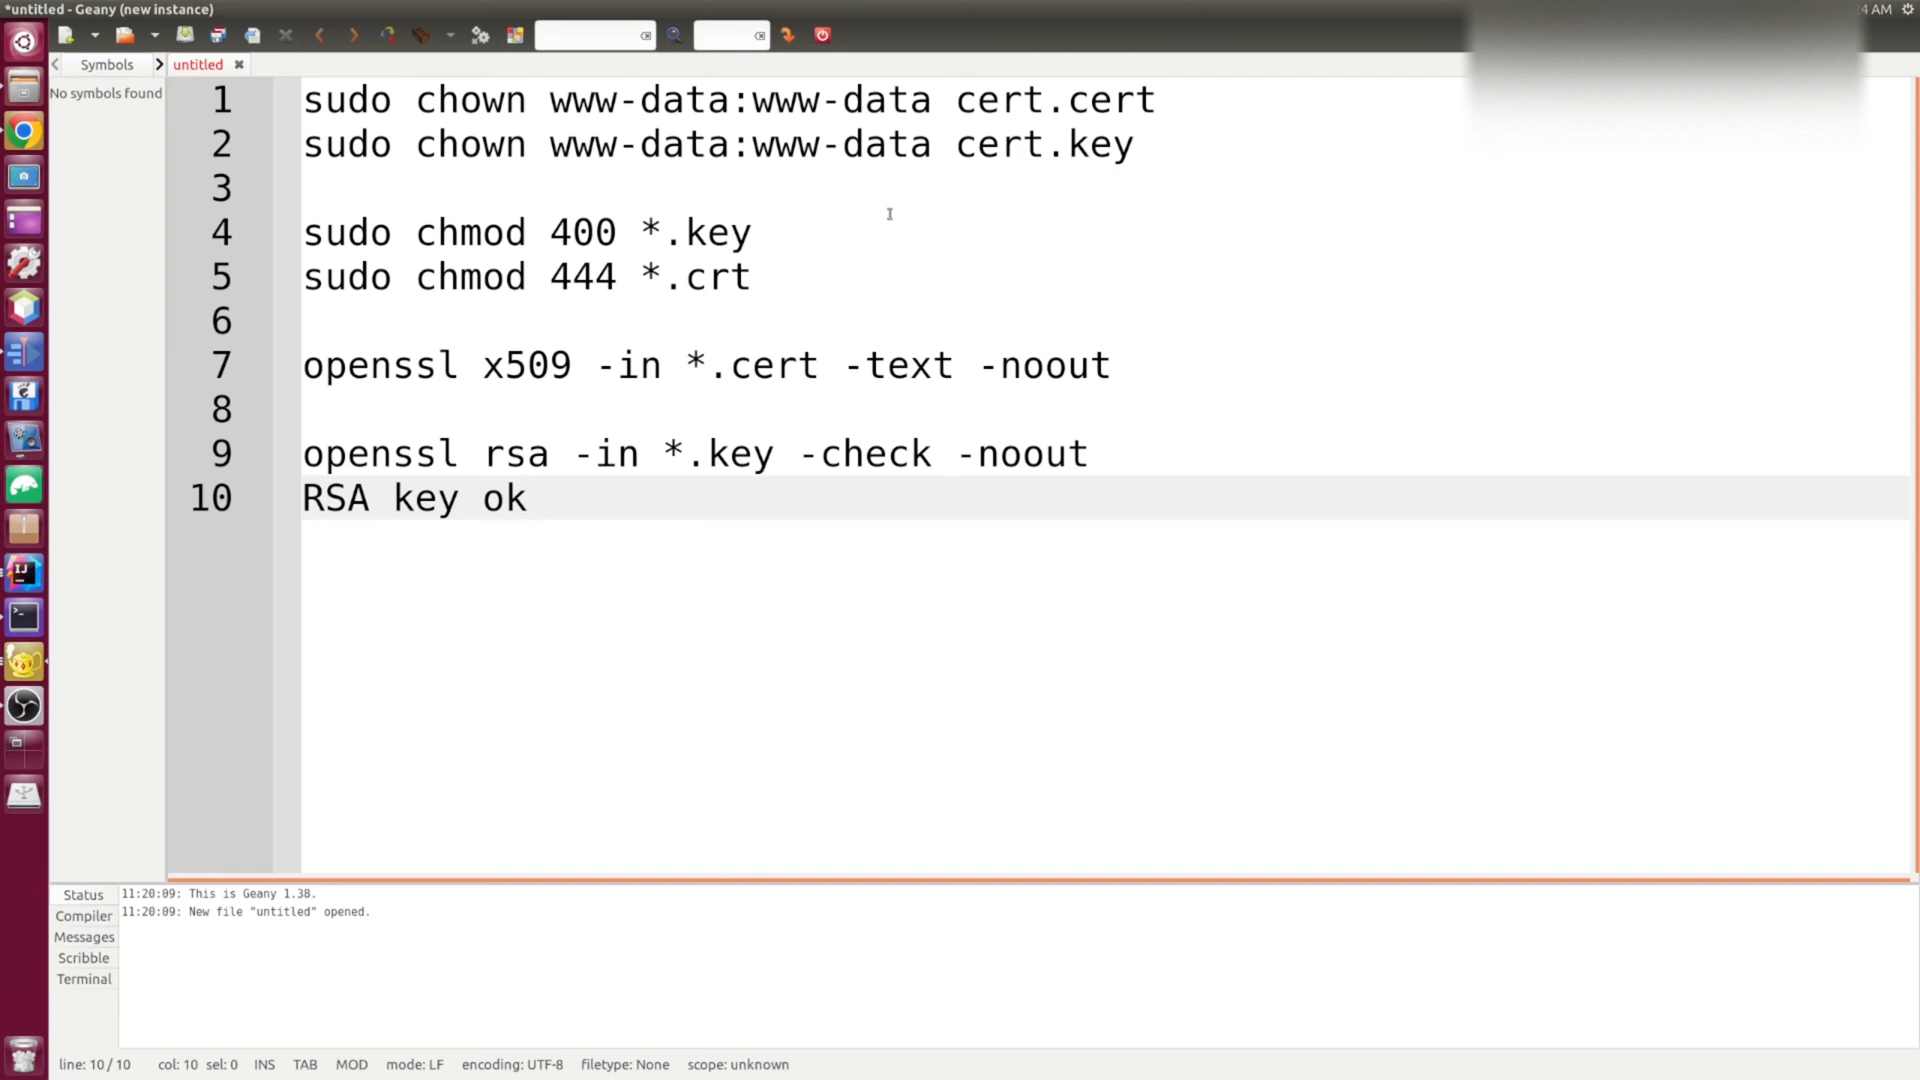 *untitled - Geany (new instance)
4 AM
Symbols
untitled
No symbols found
1 sudo chown www-data:www-data cert.cert
2 sudo chown www-data:www-data cert.key
3
4 sudo chmod 400 *.key
5 sudo chmod 444 *.crt
6
7 openssl x509 -in *.cert -text -noout
8
9 openssl rsa -in *.key -check -noout
10 RSA key ok
Status
11:20:09: This is Geany 1.38.
Compiler
11:20:09: New file "untitled" opened.
Messages
Scribble
Terminal
line: 10 / 10 col: 10 sel: 0 INS TAB MOD mode: LF encoding: UTF-8 filetype: None scope: unknown